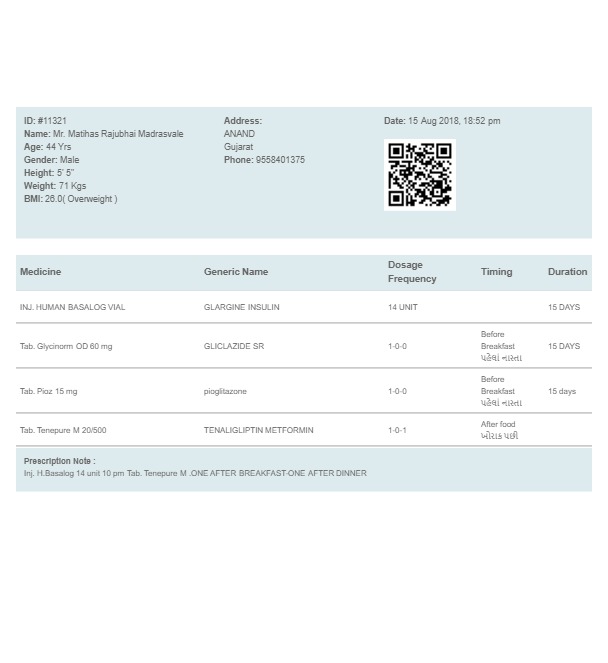 ID: #11321
Name: Mr. Matihas Rajubhai Madrasvale
Age: 44 Yrs
Gender: Male
Height: 5' 5"
Weight: 71 Kgs
BMI: 26.0( Overweight )
Address:
ANAND
Gujarat
Phone: 9558401375
Date: 15 Aug 2018, 18:52 pm
Medicine Generic Name Dosage Frequency Timing Duration
INJ. HUMAN BASALOG VIAL GLARGINE INSULIN 14 UNIT 15 DAYS
Tab. Glycinorm OD 60 mg GLICLAZIDE SR 1-0-0 Before Breakfast પહેલાં નાસ્તા 15 DAYS
Tab. Pioz 15 mg pioglitazone 1-0-0 Before Breakfast પહેલાં નાસ્તા 15 days
Tab. Tenepure M 20/500 TENALIGLIPTIN METFORMIN 1-0-1 After food ખોરાક પછી
Prescription Note :
Inj. H.Basalog 14 unit 10 pm Tab. Tenepure M .ONE AFTER BREAKFAST-ONE AFTER DINNER